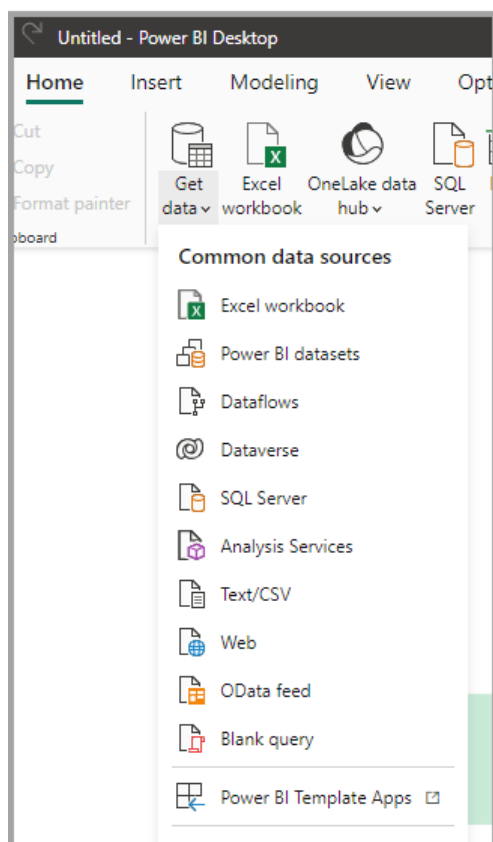 Untitled - Power BI Desktop
Home Insert Modeling View Opt
Cut
Copy
Format painter
pboard
Get data
Excel workbook
OneLake data hub
SQL Server
Common data sources
Excel workbook
Power BI datasets
Dataflows
Dataverse
SQL Server
Analysis Services
Text/CSV
Web
OData feed
Blank query
Power BI Template Apps